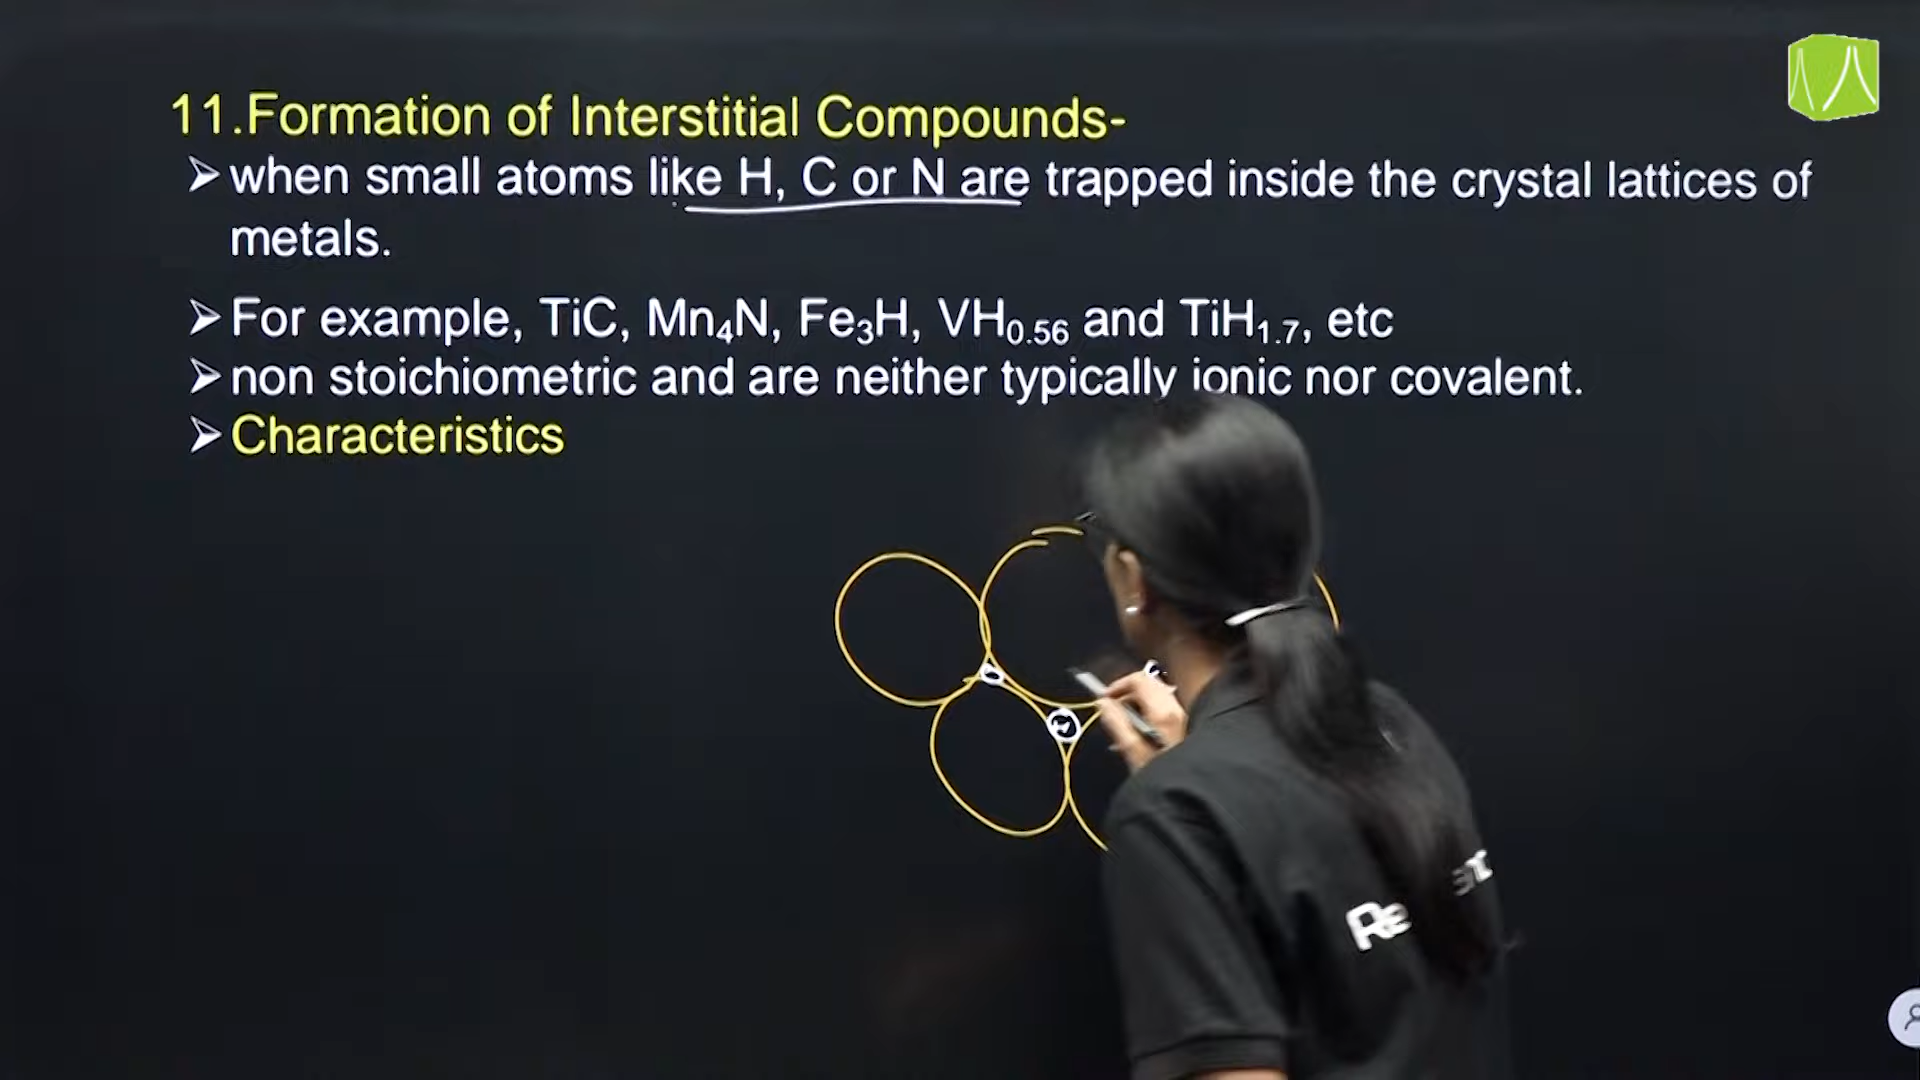 11.Formation of Interstitial Compounds-
➢when small atoms like H, C or N are trapped inside the crystal lattices of
metals.
➢For example, TiC, Mn₄N, Fe₃H, VH₀.₅₆ and TiH₁.₇, etc
➢non stoichiometric and are neither typically ionic nor covalent.
➢Characteristics
H